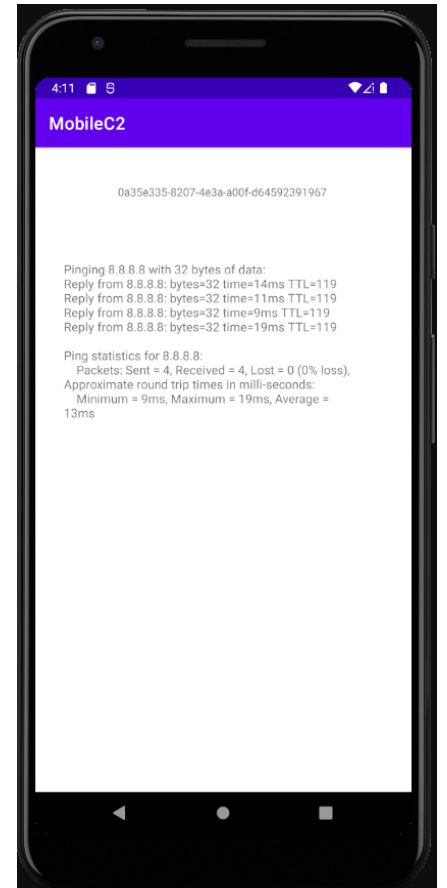 4:11
MobileC2
0a35e335-8207-4e3a-a00f-d64592391967
Pinging 8.8.8.8 with 32 bytes of data:
Reply from 8.8.8.8: bytes=32 time=14ms TTL=119
Reply from 8.8.8.8: bytes=32 time=11ms TTL=119
Reply from 8.8.8.8: bytes=32 time=9ms TTL=119
Reply from 8.8.8.8: bytes=32 time=19ms TTL=119
Ping statistics for 8.8.8.8:
Packets: Sent = 4, Received = 4, Lost = 0 (0% loss),
Approximate round trip times in milli-seconds:
Minimum = 9ms, Maximum = 19ms, Average =
13ms